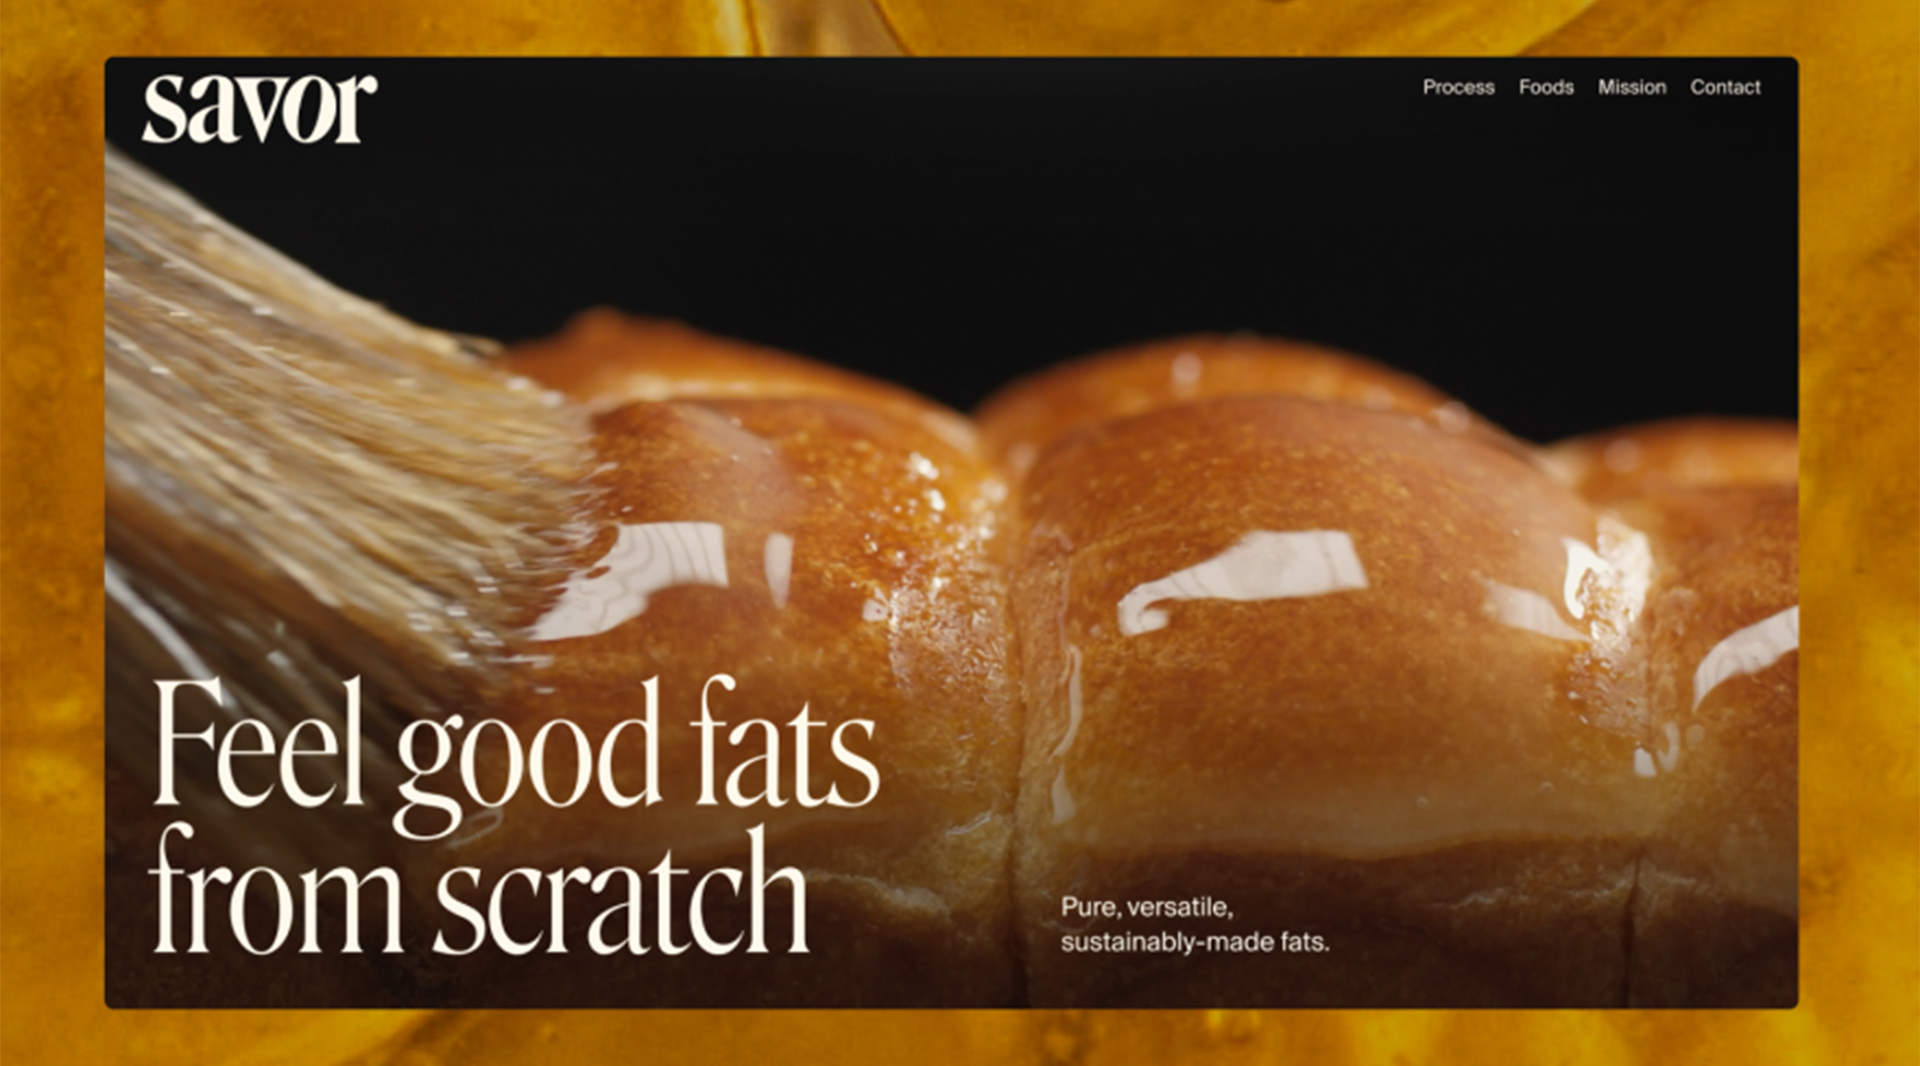 savor
Process Foods Mission Contact
Feel good fats
from scratch
Pure, versatile,
sustainably-made fats.